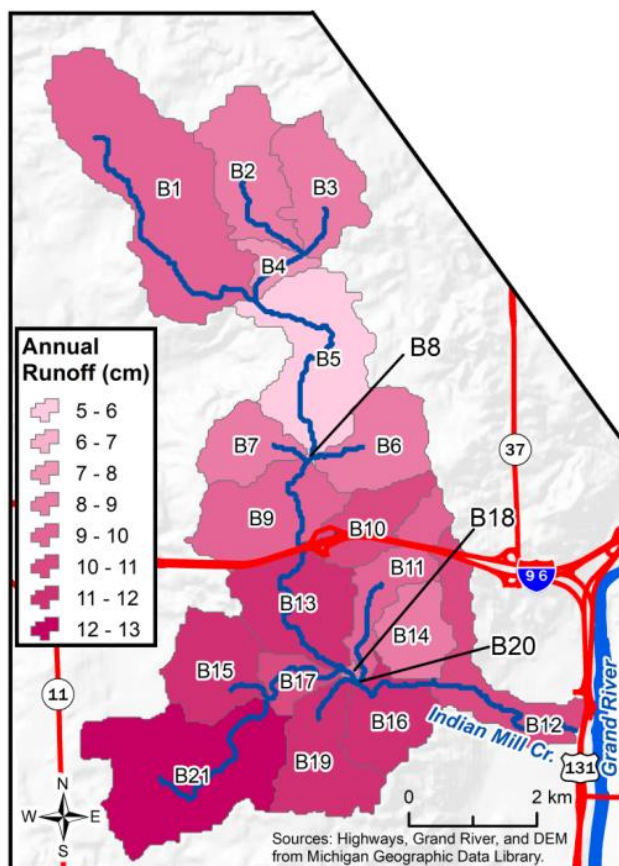 B1
B2
B3
B4
B5
B8
Annual
Runoff (cm)
5 - 6
6 - 7
7 - 8
8 - 9
9 - 10
10 - 11
11 - 12
12 - 13
B7
B6
37
B9
B10
B18
B11
96
B13
B14
B20
B15
B17
11
B16
Indian Mill Cr.
B12
Grand River
B19
B21
131
N
W E
S
0 2 km
Sources: Highways, Grand River, and DEM
from Michigan Geographic Data Library.